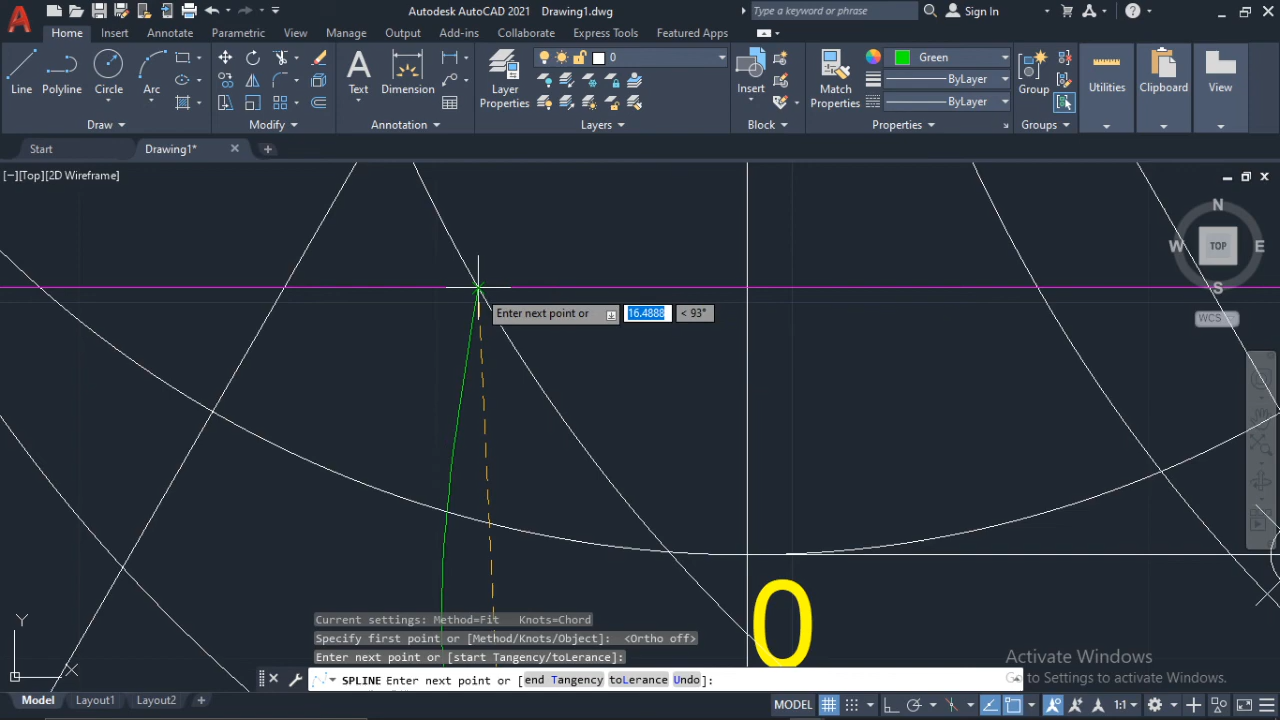 Autodesk AutoCAD 2021 Drawing1.dwg
Type a keyword or phrase
Sign In
Home Insert Annotate Parametric View Manage Output Add-ins Collaborate Express Tools Featured Apps
Line Polyline Circle Arc
Text Dimension
Layer Properties
0
Insert
Match Properties
Green
ByLayer
ByLayer
Group
Utilities Clipboard View
Draw Modify Annotation Layers Block Properties Groups
Start Drawing1*
[−][Top][2D Wireframe]
N
W TOP E
S
WCS
Enter next point or 16.4888 < 93°
0
Y
X
Current settings: Method=Fit Knots=Chord
Specify first point or [Method/Knots/Object]: <Ortho off>
Enter next point or [start Tangency/toLerance]:
SPLINE Enter next point or [end Tangency toLerance Undo]:
Activate Windows
Go to Settings to activate Windows.
Model Layout1 Layout2 +
MODEL 1:1